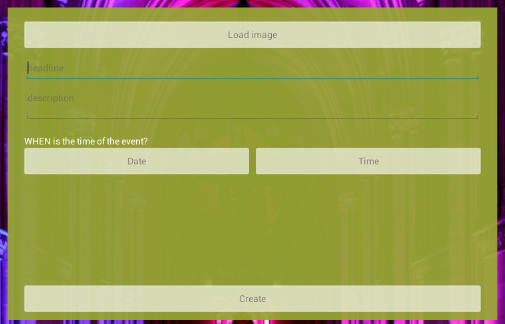 Load image
headline
description
WHEN is the time of the event?
Date
Time
Create